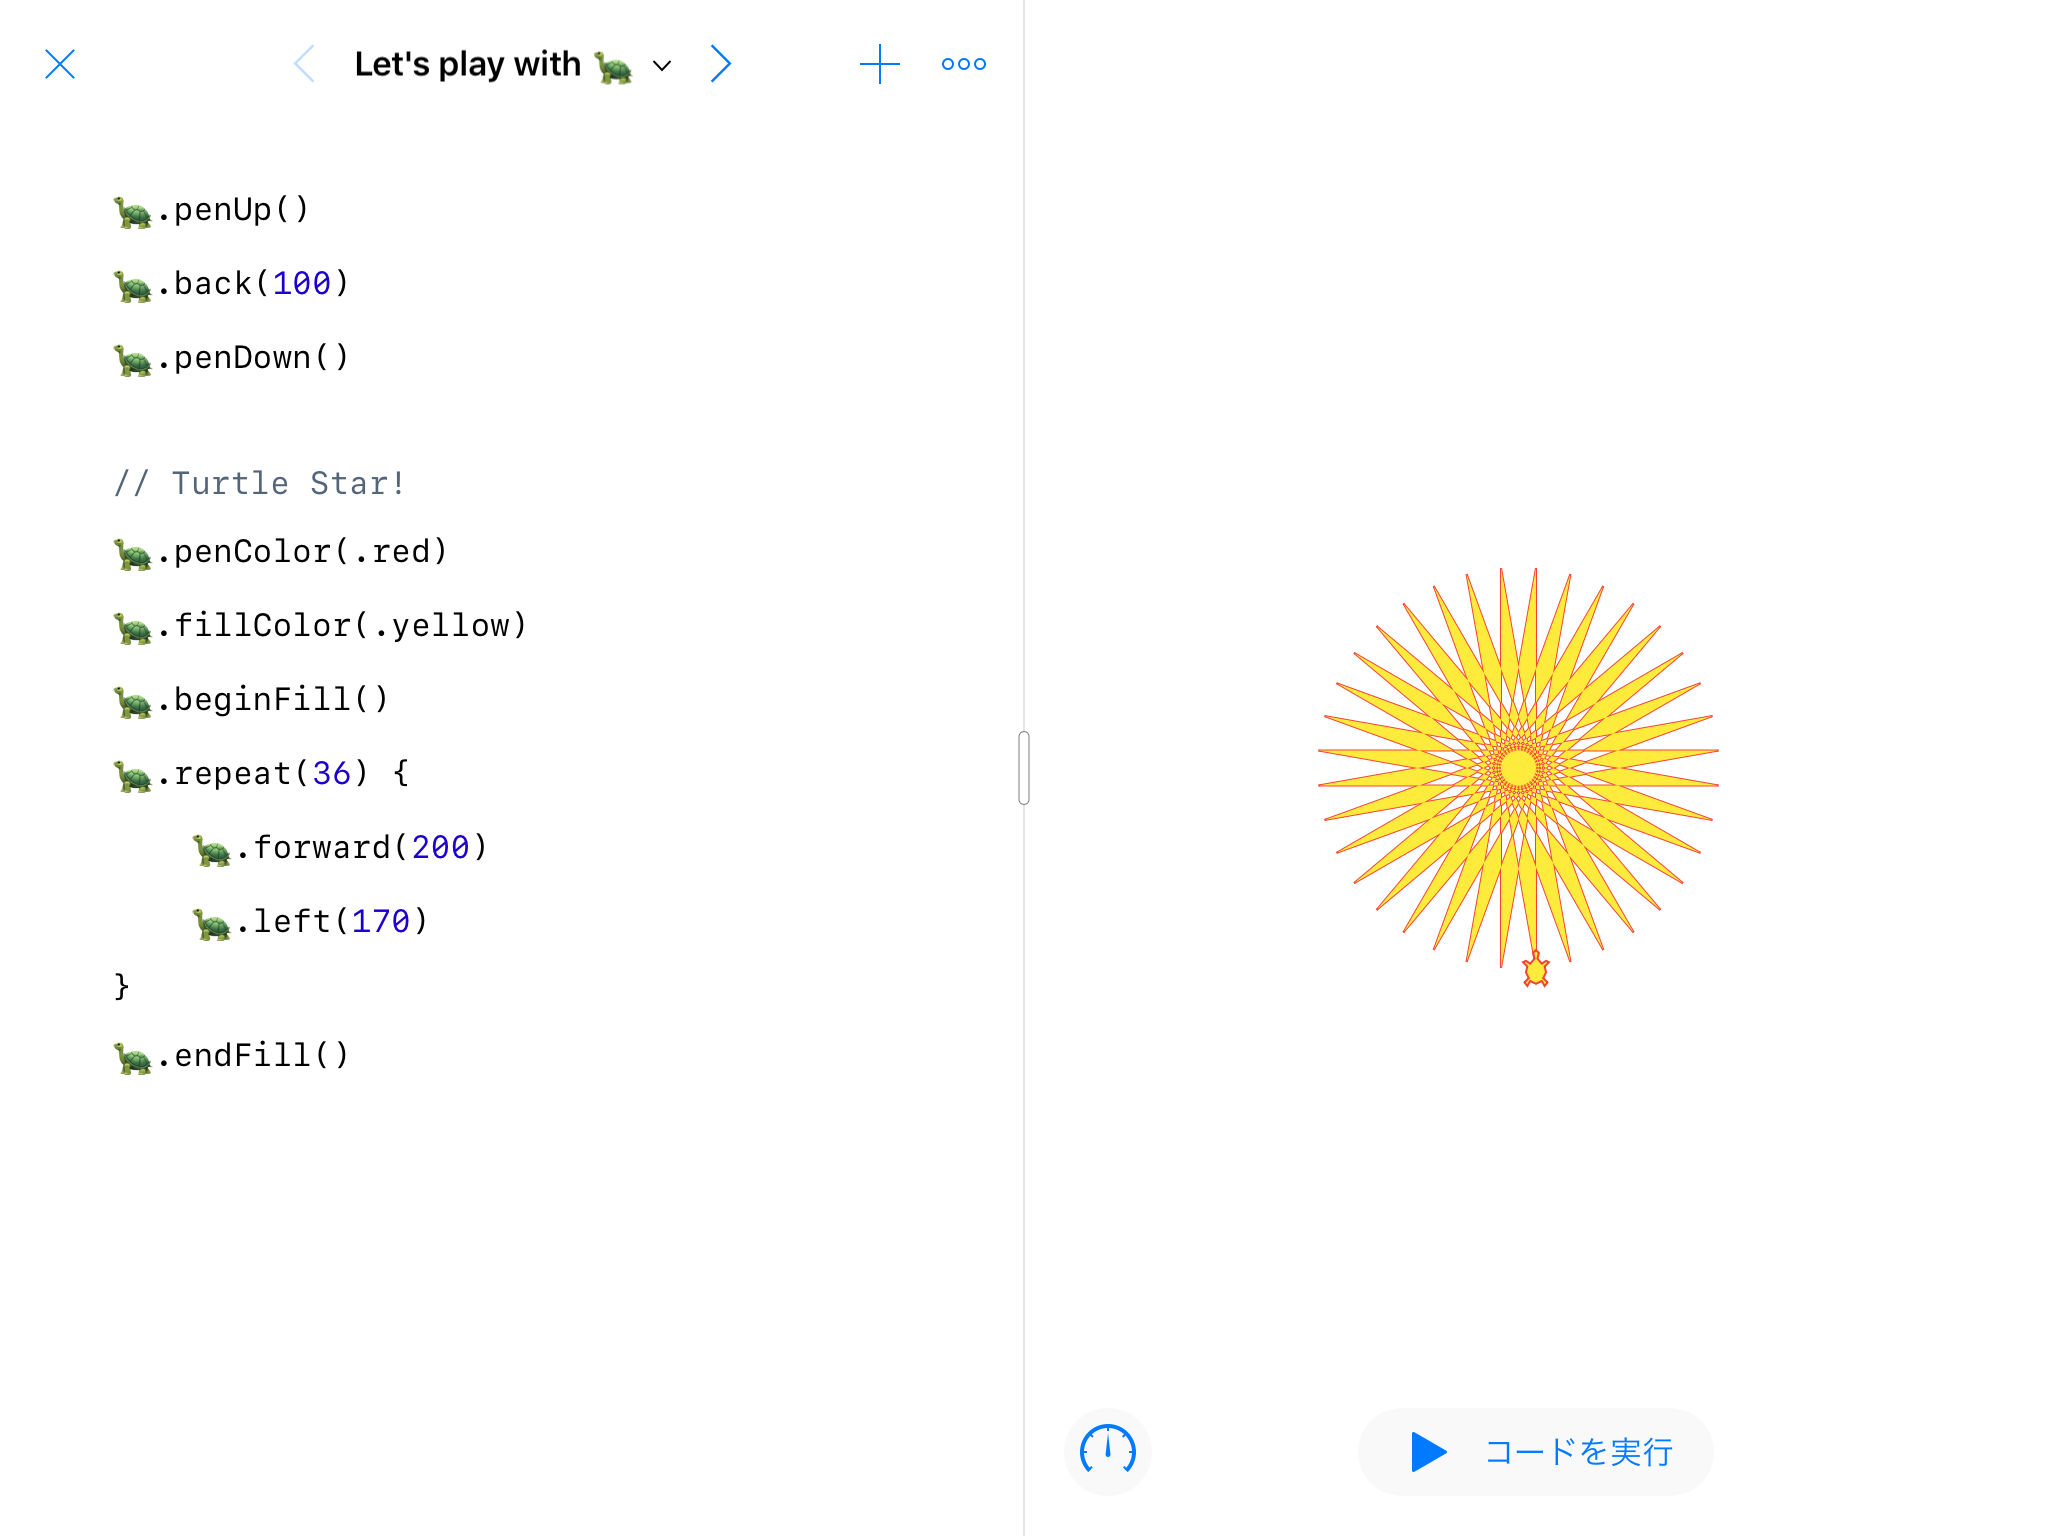 Let's play with 🐢
🐢.penUp()
🐢.back(100)
🐢.penDown()
// Turtle Star!
🐢.penColor(.red)
🐢.fillColor(.yellow)
🐢.beginFill()
🐢.repeat(36) {
🐢.forward(200)
🐢.left(170)
}
🐢.endFill()
コードを実行